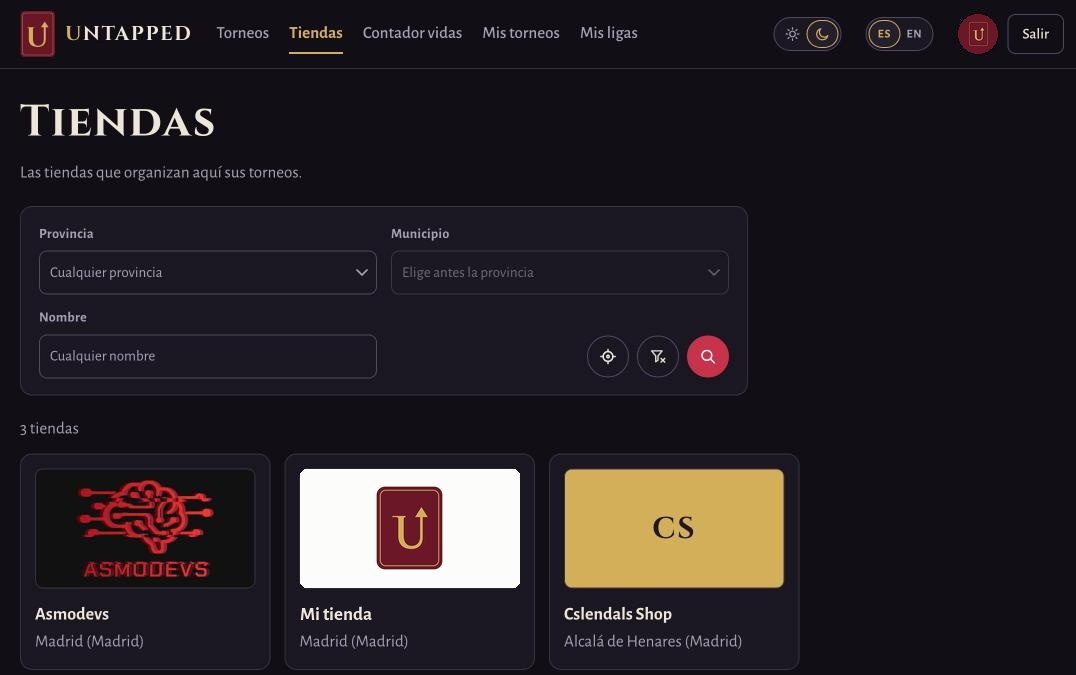 U UNTAPPED Torneos Tiendas Contador vidas Mis torneos Mis ligas ES EN U Salir
TIENDAS
Las tiendas que organizan aquí sus torneos.
Provincia Municipio
Cualquier provincia Elige antes la provincia
Nombre
Cualquier nombre
3 tiendas
U CS
ASMODEVS
Asmodevs Mi tienda Cslendals Shop
Madrid (Madrid) Madrid (Madrid) Alcalá de Henares (Madrid)